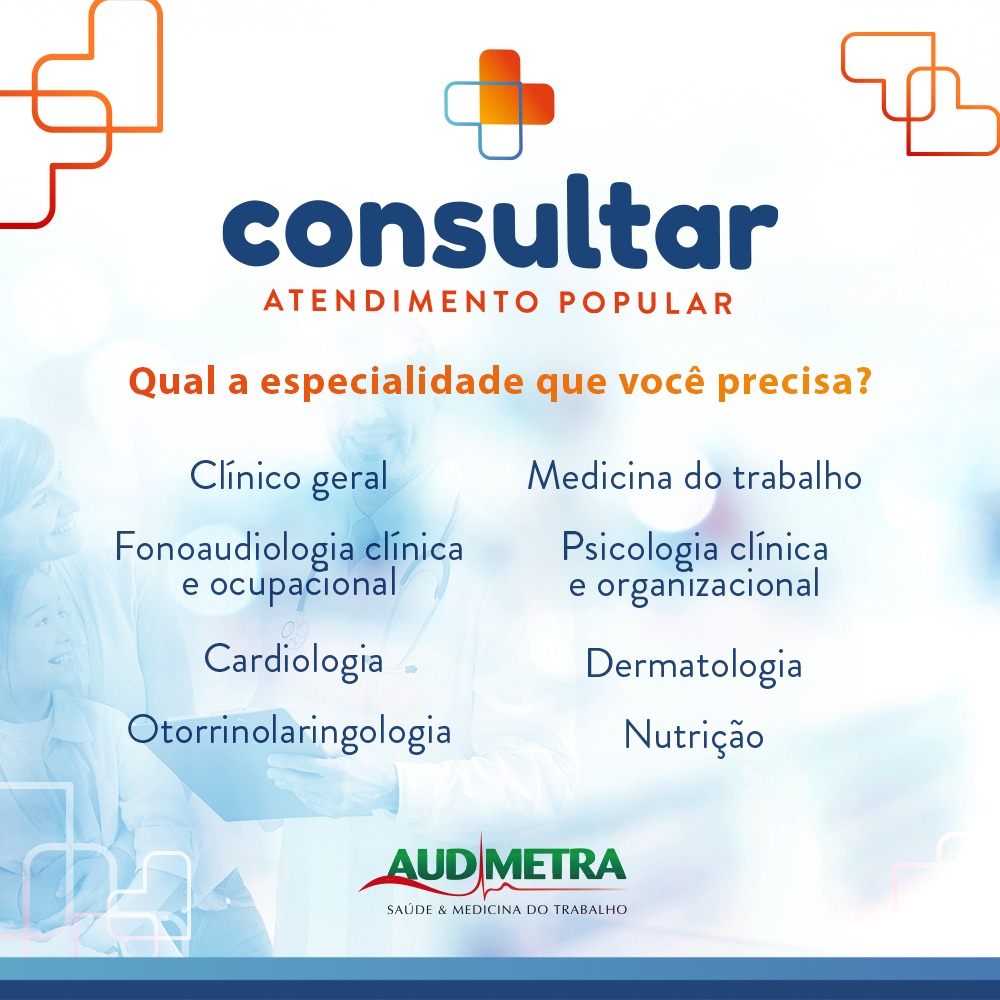 consultar
ATENDIMENTO POPULAR
Qual a especialidade que você precisa?
Clínico geral
Medicina do trabalho
Fonoaudiologia clínica
e ocupacional
Psicologia clínica
e organizacional
Cardiologia
Dermatologia
Otorrinolaringologia
Nutrição
AUDIMETRA
SAÚDE & MEDICINA DO TRABALHO